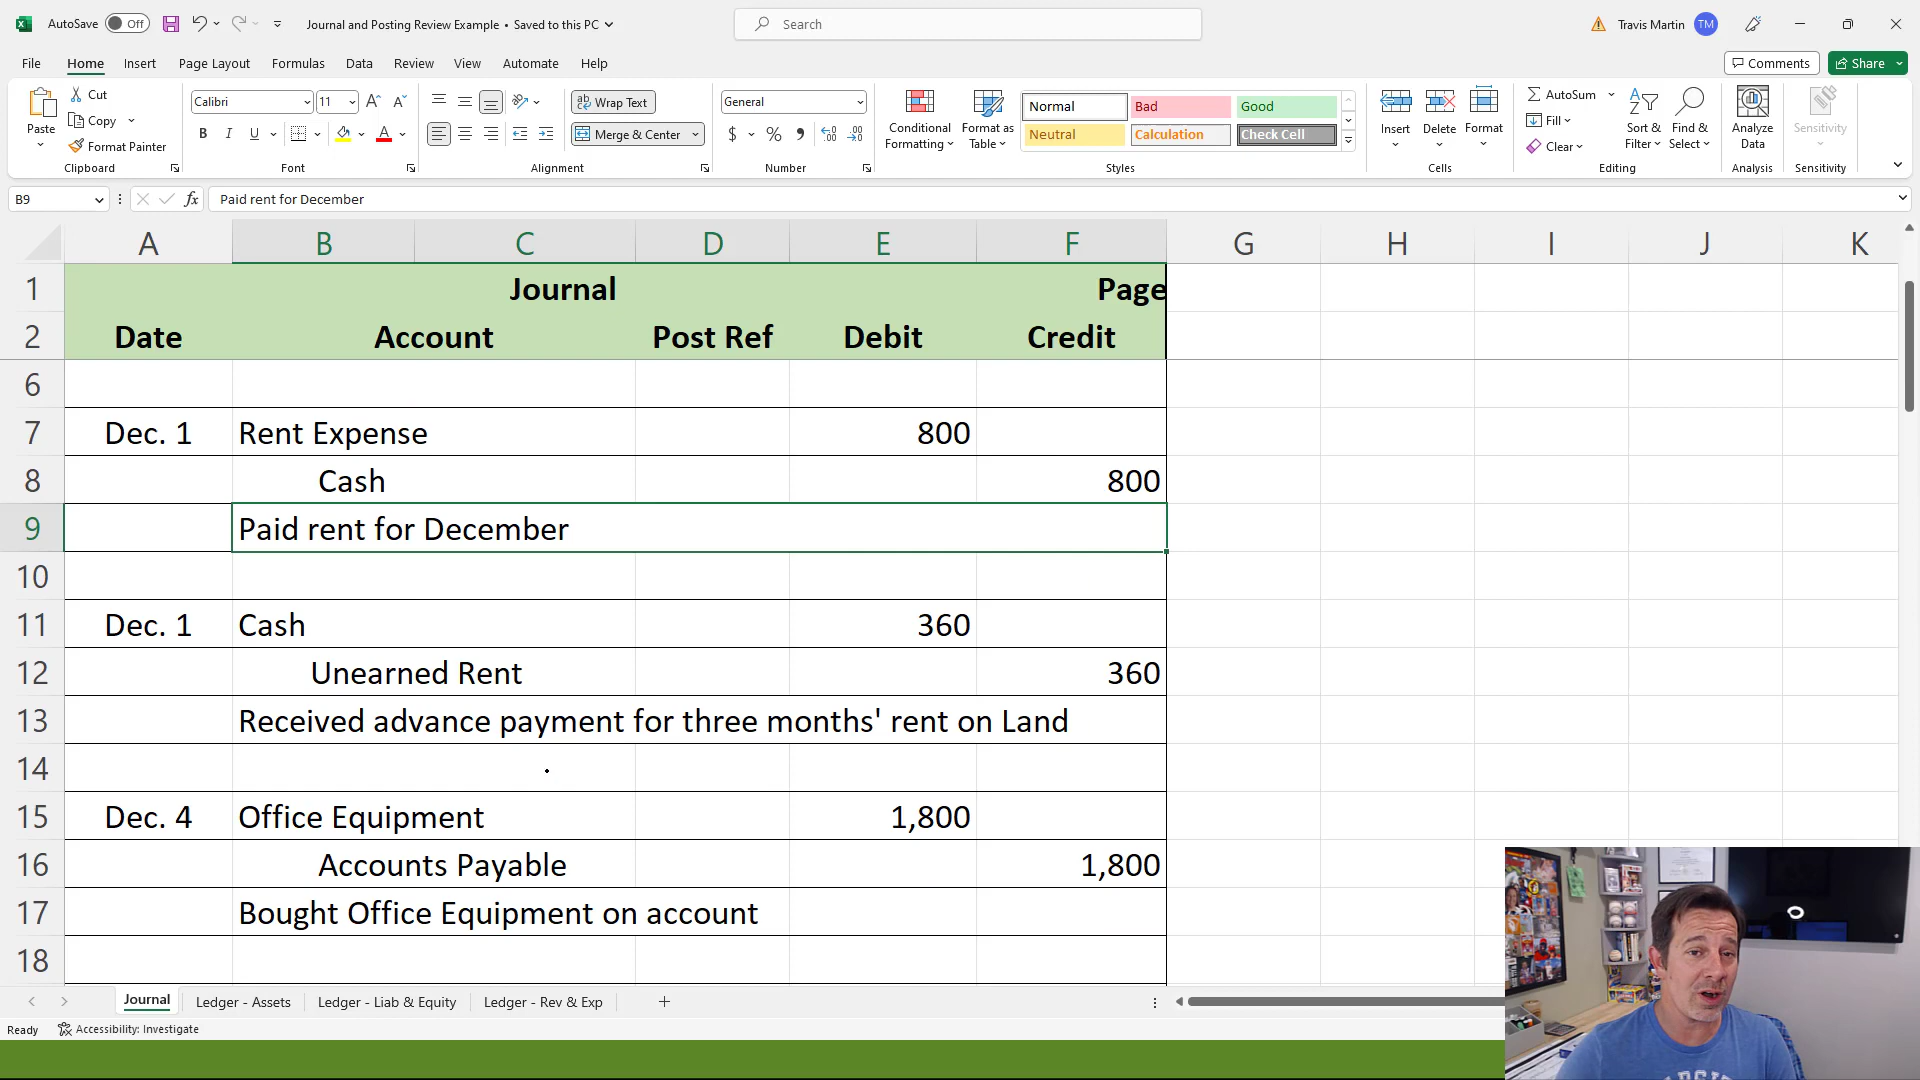 AutoSave Off Journal and Posting Review Example • Saved to this PC Search Travis Martin TM
File Home Insert Page Layout Formulas Data Review View Automate Help Comments Share
Paste Cut Copy Format Painter Clipboard
Calibri 11 B I U A Font
Wrap Text Merge & Center Alignment
General $ % Number
Conditional Formatting Format as Table Normal Bad Good Neutral Calculation Check Cell Styles
Insert Delete Format Cells
AutoSum Fill Clear Sort & Filter Find & Select Editing
Analyze Data Analysis Sensitivity Sensitivity
B9 fx Paid rent for December
A B C D E F G H I J K
1 Journal Page
2 Date Account Post Ref Debit Credit
6
7 Dec. 1 Rent Expense 800
8 Cash 800
9 Paid rent for December
10
11 Dec. 1 Cash 360
12 Unearned Rent 360
13 Received advance payment for three months' rent on Land
14
15 Dec. 4 Office Equipment 1,800
16 Accounts Payable 1,800
17 Bought Office Equipment on account
18
Journal Ledger - Assets Ledger - Liab & Equity Ledger - Rev & Exp
Ready Accessibility: Investigate